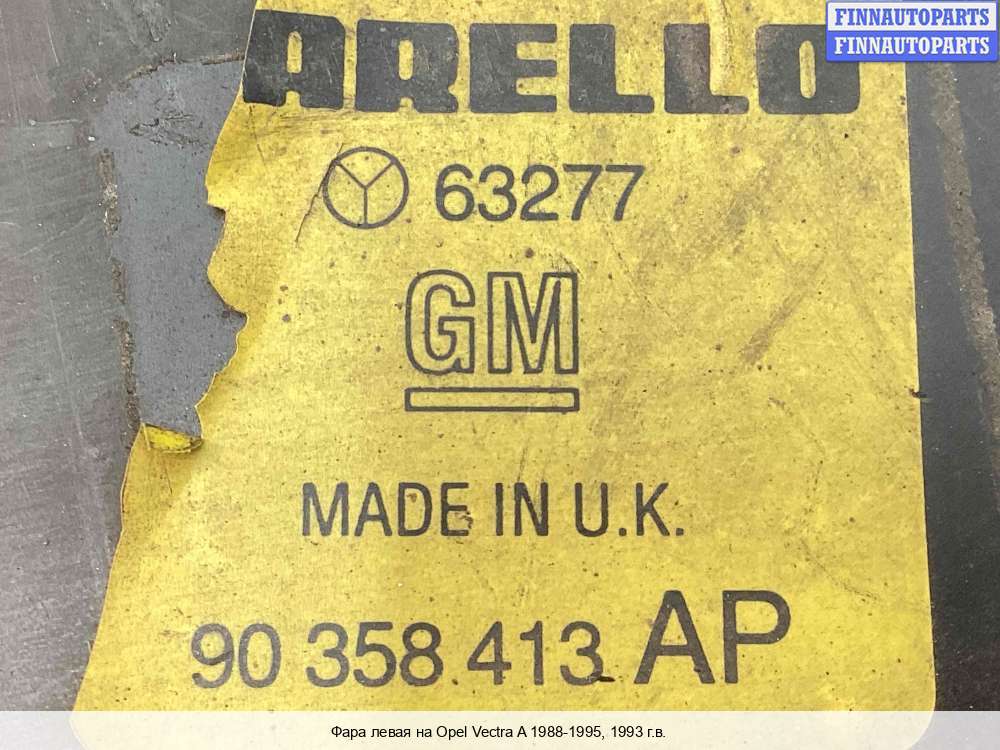 FINNAUTOPARTS
FINNAUTOPARTS
ARELLO
63277
GM
MADE IN U.K.
90 358 413 AP
Фара левая на Opel Vectra A 1988-1995, 1993 г.в.